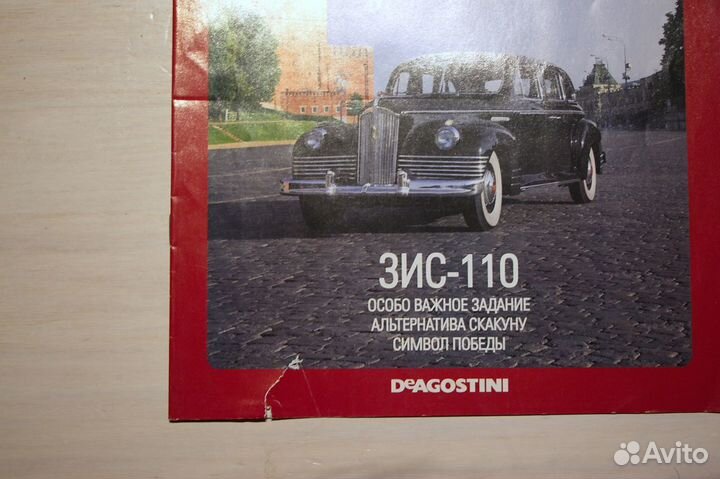 ЗИС-110
ОСОБО ВАЖНОЕ ЗАДАНИЕ
АЛЬТЕРНАТИВА СКАКУНУ
СИМВОЛ ПОБЕДЫ
DeAGOSTINI
Avito